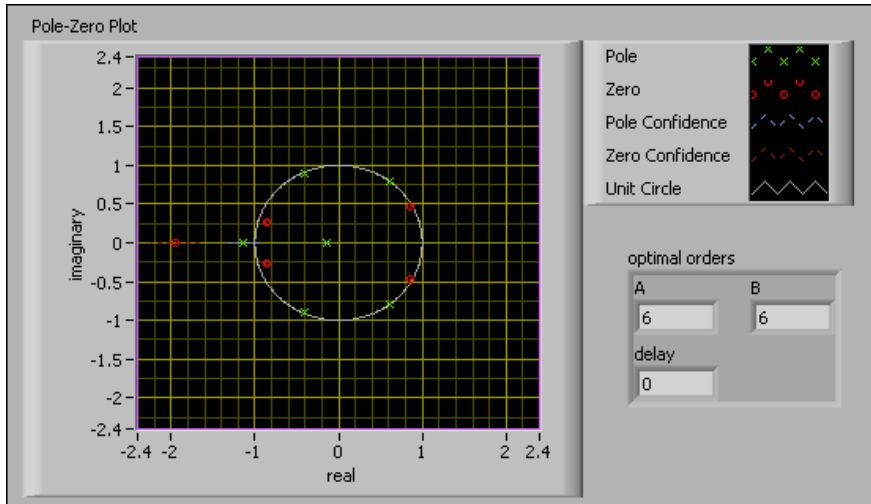 Pole-Zero Plot
2.4
2
1.5
1
0.5
0
-0.5
-1
-1.5
-2
-2.4
imaginary
-2.4 -2 -1 0 1 2 2.4
real
Pole
Zero
Pole Confidence
Zero Confidence
Unit Circle
optimal orders
A B
6 6
delay
0